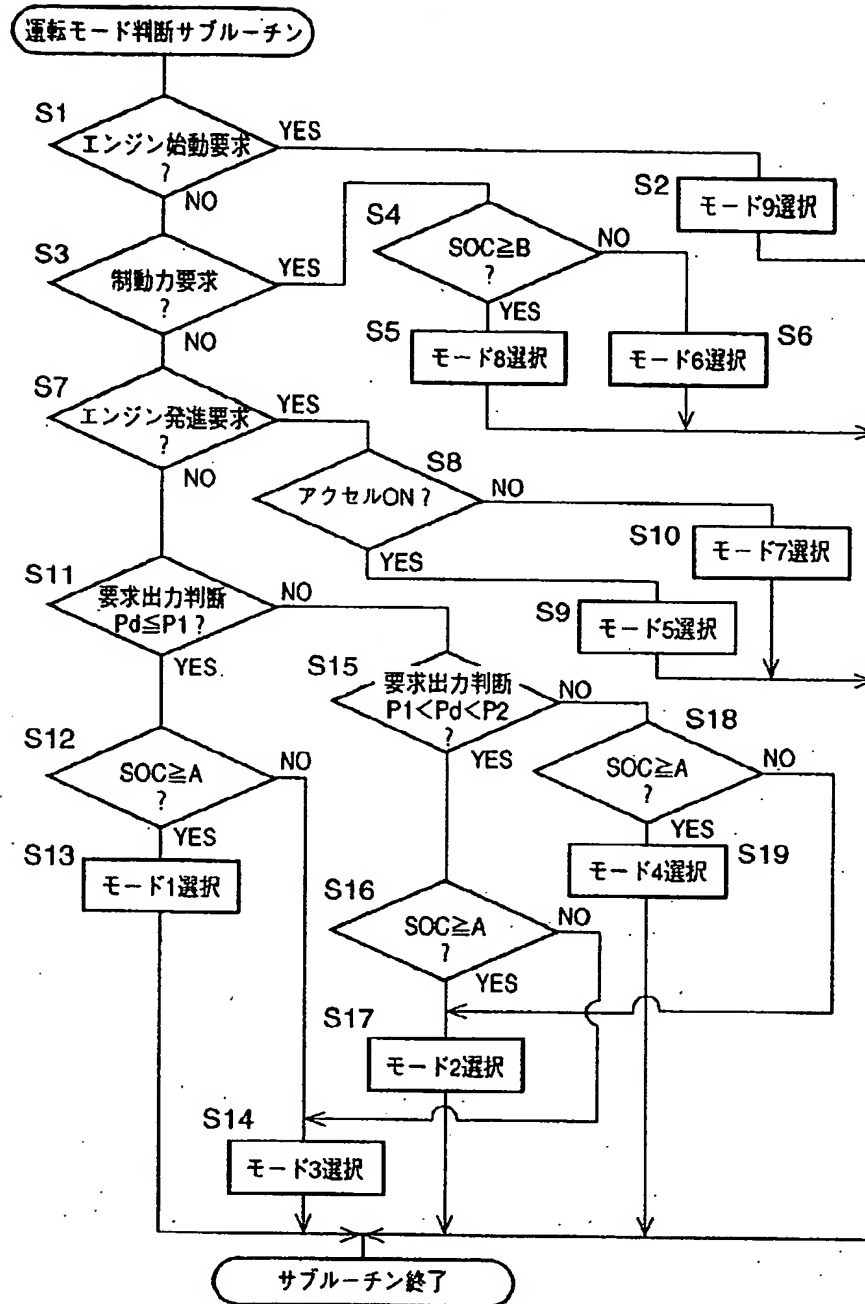 運転モード判断サブルーチン
S1
エンジン始動要求
?
YES
NO
S2
モード9選択
S3
制動力要求
?
YES
NO
S4
SOC≧B
?
NO
YES
S5
モード8選択
S6
モード6選択
S7
エンジン発進要求
?
YES
NO
S8
アクセルON?
NO
YES
S10
モード7選択
S9
モード5選択
S11
要求出力判断
Pd≦P1?
NO
YES
S15
要求出力判断
P1<Pd<P2
?
NO
YES
S12
SOC≧A
?
NO
YES
S18
SOC≧A
?
NO
YES
S13
モード1選択
S19
モード4選択
S16
SOC≧A
?
NO
YES
S17
モード2選択
S14
モード3選択
サブルーチン終了